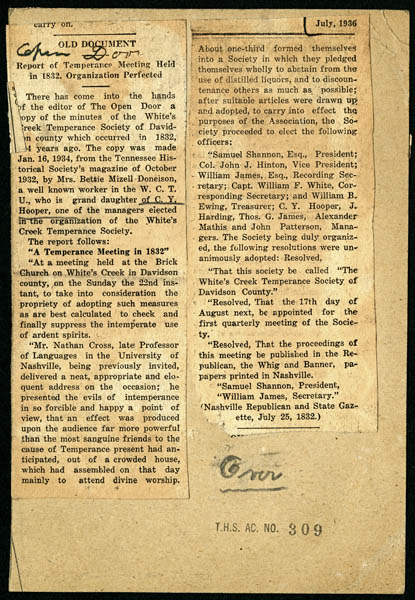 carry on.
Open Door
OLD DOCUMENT
Report of Temperance Meeting Held
in 1832. Organization Perfected
There has come into the hands
of the editor of The Open Door a
opy of the minutes of the White's
reek Temperance Society of David-
on county which occurred in 1832,
4 years ago. The copy was made
Jan. 16, 1934, from the Tennessee His-
torical Society's magazine of October
1932, by Mrs. Bettie Mizell Donelson,
a well known worker in the W. C. T.
U., who is grand daughter of C. Y.
Hooper, one of the managers elected
in the organization of the White's
Creek Temperance Society.
The report follows:
"A Temperance Meeting in 1832"
"At a meeting held at the Brick
Church on White's Creek in Davidson
county, on the Sunday the 22nd ins-
tant, to take into consideration the
propriety of adopting such measures
as are best calculated to check and
finally suppress the intemperate use
of ardent spirits.
"Mr. Nathan Cross, late Professor
of Languages in the University of
Nashville, being previously invited,
delivered a neat, appropriate and elo-
quent address on the occasion; he
presented the evils of intemperance
in so forcible and happy a point of
view, that an effect was produced
upon the audience far more powerful
than the most sanguine friends to the
cause of Temperance present had an-
ticipated, out of a crowded house,
which had assembled on that day
mainly to attend divine worship.
July, 1936
About one-third formed themselves
into a Society in which they pledged
themselves wholly to abstain from the
use of distilled liquors, and to discoun-
tenance others as much as possible;
after suitable articles were drawn up
and adopted, to carry into effect the
purposes of the Association, the So-
ciety proceeded to elect the following
officers:
"Samuel Shannon, Esq., President;
Col. John J. Hinton, Vice President;
William James, Esq., Recording Sec-
retary; Capt. William F. White, Cor-
responding Secretary; and William B.
Ewing, Treasurer; C. Y. Hooper, J.
Harding, Thos. G. James, Alexander
Mathis and John Patterson, Mana-
gers. The Society being duly organiz-
ed, the following resolutions were un-
animously adopted: Resolved,
"That this society be called "The
White's Creek Temperance Society of
Davidson County."
"Resolved, That the 17th day of
August next, be appointed for the
first quarterly meeting of the Socie-
ty.
"Resolved, That the proceedings of
this meeting be published in the Re-
publican, the Whig and Banner, pa-
papers printed in Nashville.
"Samuel Shannon, President,
"William James, Secretary."
(Nashville Republican and State Gaz-
ette, July 25, 1832.)
Over
T.H.S. AC. NO. 309